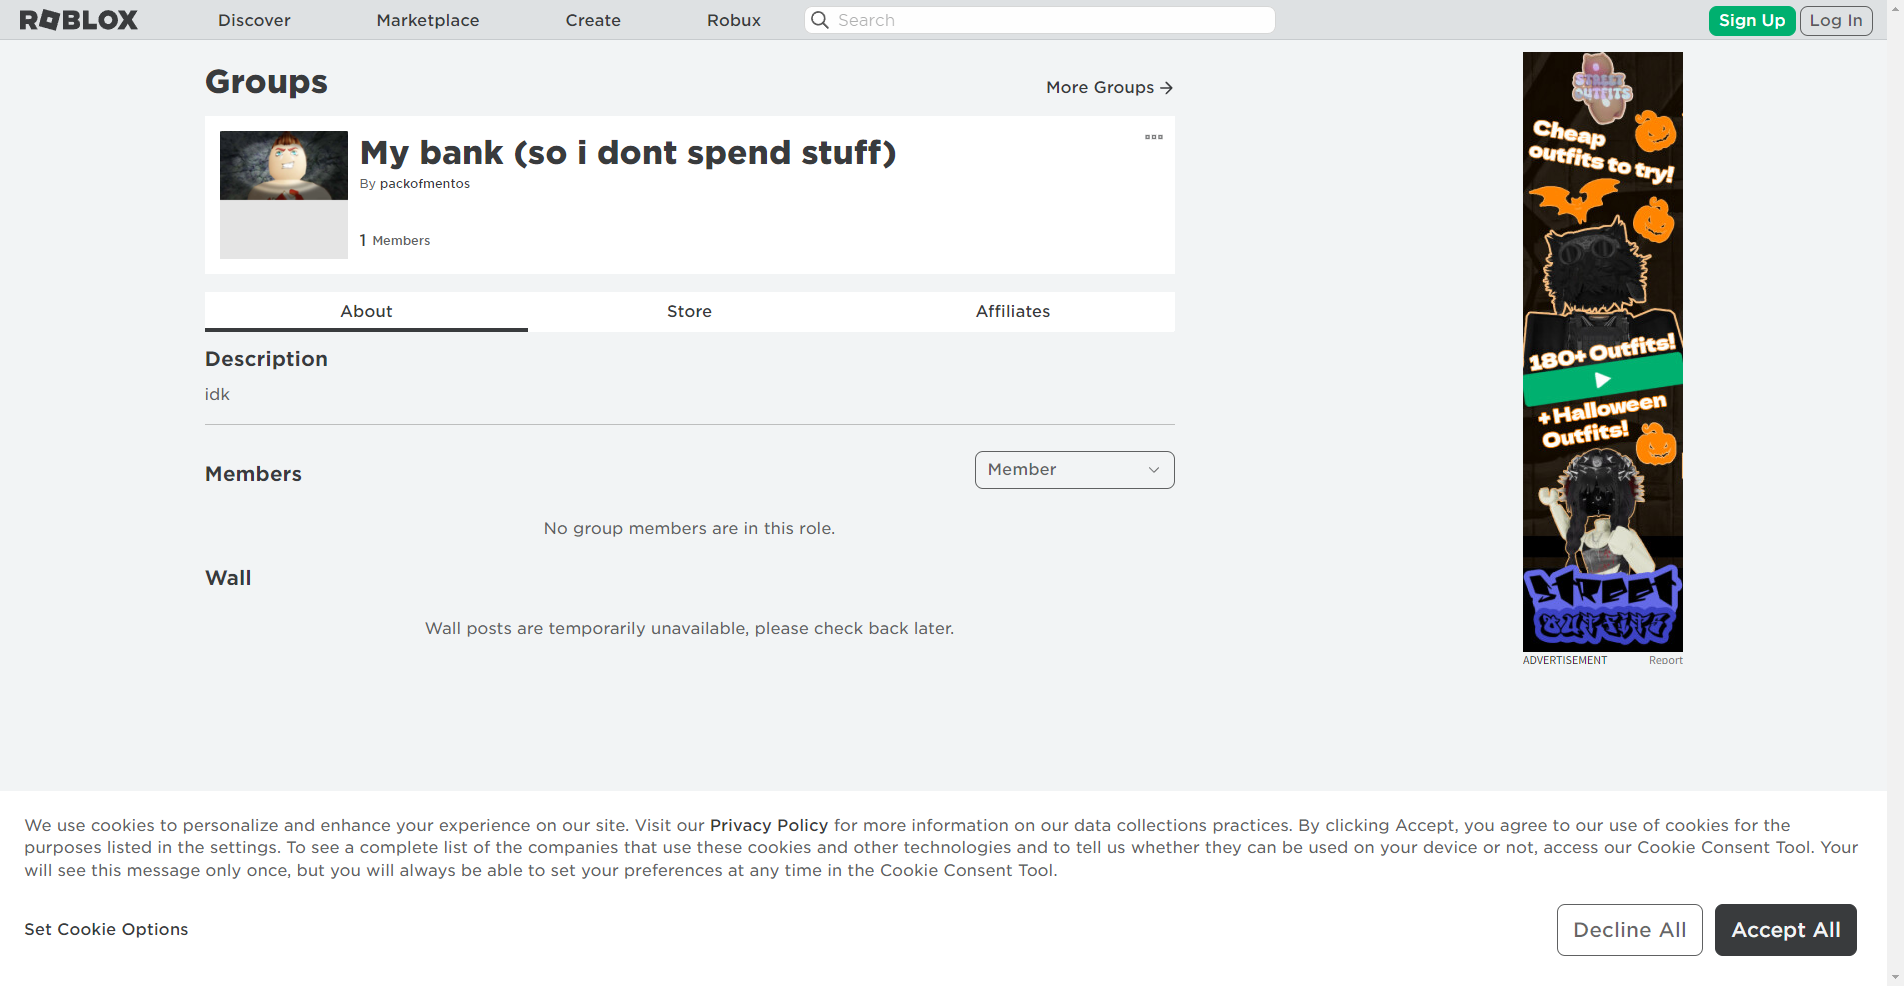 ROBLOX
Discover
Marketplace
Create
Robux
Search
Sign Up
Log In
Groups
More Groups
My bank (so i dont spend stuff)
By packofmentos
1 Members
About
Store
Affiliates
Description
idk
Members
Member
No group members are in this role.
Wall
Wall posts are temporarily unavailable, please check back later.
STREET
OUTFITS
Cheap
outfits to try!
180+ Outfits!
+ Halloween
Outfits!
STREET
OUTFITS
ADVERTISEMENT
Report
We use cookies to personalize and enhance your experience on our site. Visit our Privacy Policy for more information on our data collections practices. By clicking Accept, you agree to our use of cookies for the
purposes listed in the settings. To see a complete list of the companies that use these cookies and other technologies and to tell us whether they can be used on your device or not, access our Cookie Consent Tool. Your
will see this message only once, but you will always be able to set your preferences at any time in the Cookie Consent Tool.
Set Cookie Options
Decline All
Accept All